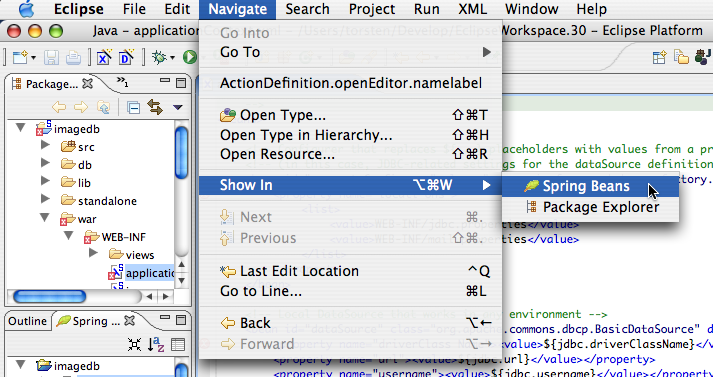 Eclipse File Edit Navigate Search Project Run XML Window Help
Java – applicatio /Users/torsten/Develo Workspace.30 – Eclipse Platform
Go Into
Go To
ActionDefinition.openEditor.namelabel
Open Type... ⇧⌘T
Open Type in Hierarchy... ⇧⌘H
Open Resource... ⇧⌘R
Show In ⌥⌘W
Spring Beans
Package Explorer
Next ⌘.
Previous ⇧⌘.
Last Edit Location ^Q
Go to Line... ⌘L
Back ⌥←
Forward ⌥→
Package... »1
imagedb
src
db
lib
standalone
war
WEB-INF
views
applicatio
Outline Spring ...
imagedb
aceholders with values from a pr
gs for the dataSource definition
tory.
ties</value>
ties</value>
environment -->
.commons.dbcp.BasicDataSource" d
<value>${jdbc.driverClassName}</
<property name="url"><value>${jdbc.url}</value></property>
<property name="username"><value>${jdbc.username}</value>